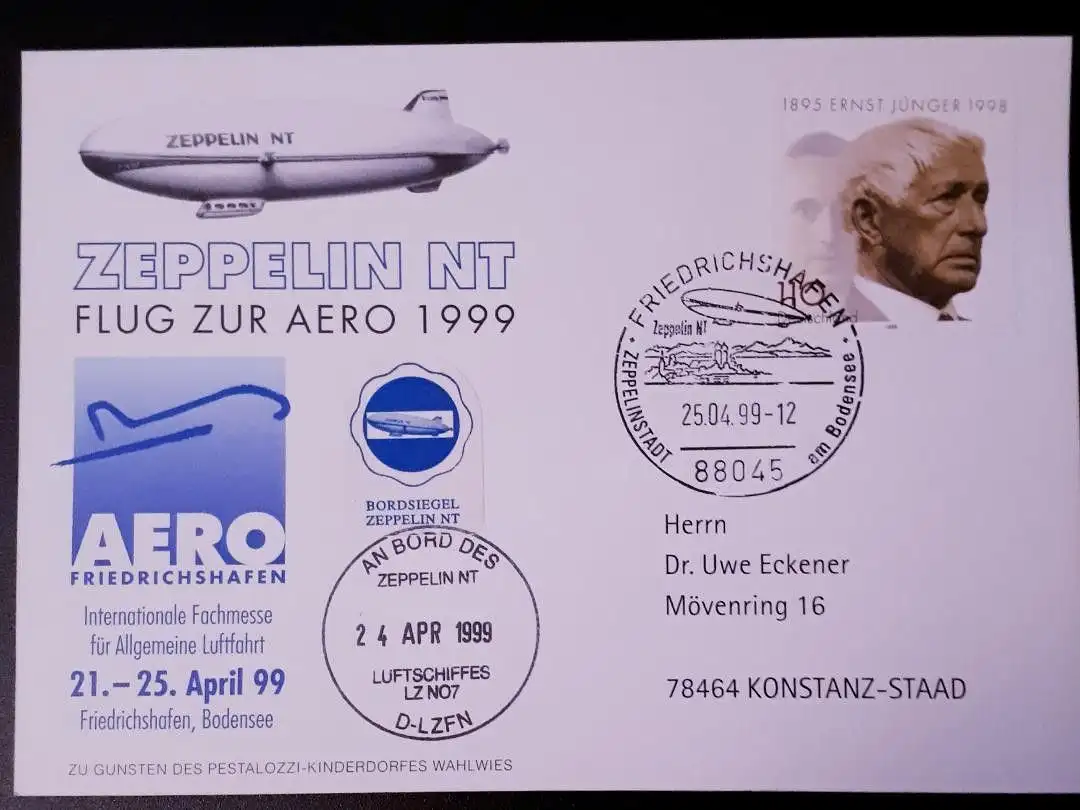 ZEPPELIN NT
ZEPPELIN NT
FLUG ZUR AERO 1999
AERO
FRIEDRICHSHAFEN
Internationale Fachmesse
für Allgemeine Luftfahrt
21.–25. April 99
Friedrichshafen, Bodensee
BORDSIEGEL
ZEPPELIN NT
AN BORD DES
ZEPPELIN NT
24 APR 1999
LUFTSCHIFFES
LZ N07
D-LZFN
ZU GUNSTEN DES PESTALOZZI-KINDERDORFES WAHLWIES
1895 ERNST JÜNGER 1998
110
Deutschland
FRIEDRICHSHAFEN
Zeppelin NT
ZEPPELINSTADT
am Bodensee
25.04.99-12
88045
Herrn
Dr. Uwe Eckener
Mövenring 16
78464 KONSTANZ-STAAD